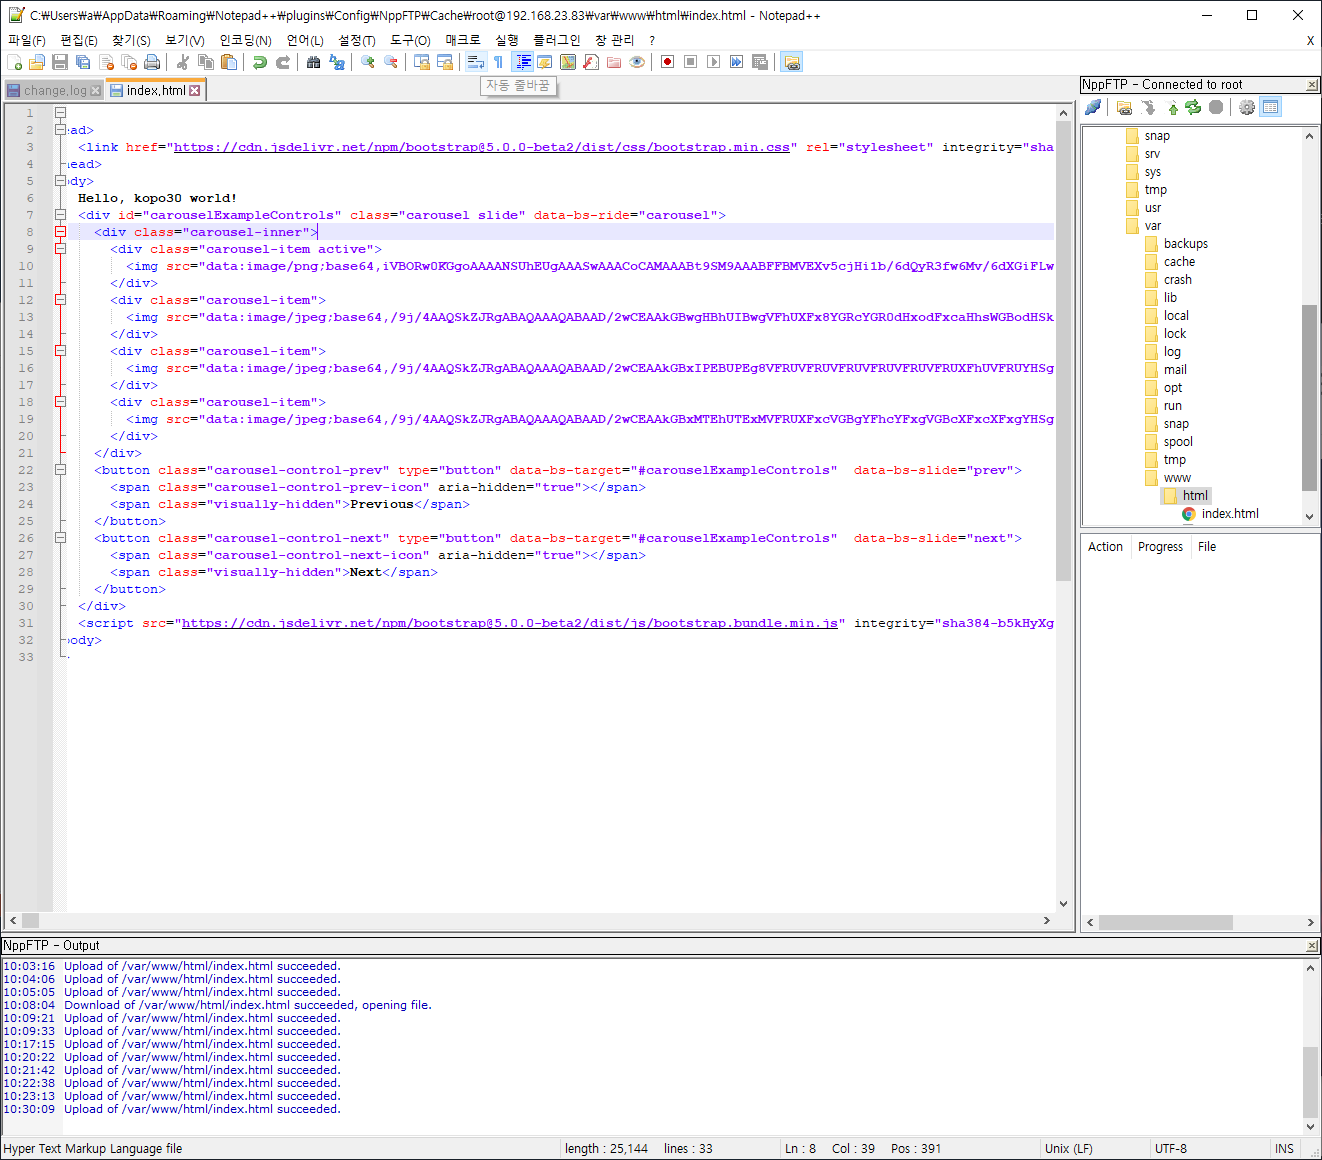 C:₩Users₩a₩AppData₩Roaming₩Notepad++₩plugins₩Config₩NppFTP₩Cache₩root@192.168.23.83₩var₩www₩html₩index.html - Notepad++
파일(F) 편집(E) 찾기(S) 보기(V) 인코딩(N) 언어(L) 설정(T) 도구(O) 매크로 실행 플러그인 창 관리 ? X
자동 줄바꿈
change.log index.html
1
2 ead>
3 <link href="https://cdn.jsdelivr.net/npm/bootstrap@5.0.0-beta2/dist/css/bootstrap.min.css" rel="stylesheet" integrity="sha
4 ead>
5 dy>
6 Hello, kopo30 world!
7 <div id="carouselExampleControls" class="carousel slide" data-bs-ride="carousel">
8 <div class="carousel-inner">
9 <div class="carousel-item active">
10 <img src="data:image/png;base64,iVBORw0KGgoAAAANSUhEUgAAASwAAACoCAMAAABt9SM9AAABFFBMVEXv5cjHi1b/6dQyR3fw6Mv/6dXGiFLw
11 </div>
12 <div class="carousel-item">
13 <img src="data:image/jpeg;base64,/9j/4AAQSkZJRgABAQAAAQABAAD/2wCEAAkGBwgHBhUIBwgVFhUXFx8YGRcYGR0dHxodFxcaHhsWGBodHSk
14 </div>
15 <div class="carousel-item">
16 <img src="data:image/jpeg;base64,/9j/4AAQSkZJRgABAQAAAQABAAD/2wCEAAkGBxIPEBUPEg8VFRUVFRUVFRUVFRUVFRUVFRUXFhUVFRUYHSg
17 </div>
18 <div class="carousel-item">
19 <img src="data:image/jpeg;base64,/9j/4AAQSkZJRgABAQAAAQABAAD/2wCEAAkGBxMTEhUTExMVFRUXFxcVGBgYFhcYFxgVGBcXFxcXFxgYHSg
20 </div>
21 </div>
22 <button class="carousel-control-prev" type="button" data-bs-target="#carouselExampleControls"  data-bs-slide="prev">
23 <span class="carousel-control-prev-icon" aria-hidden="true"></span>
24 <span class="visually-hidden">Previous</span>
25 </button>
26 <button class="carousel-control-next" type="button" data-bs-target="#carouselExampleControls"  data-bs-slide="next">
27 <span class="carousel-control-next-icon" aria-hidden="true"></span>
28 <span class="visually-hidden">Next</span>
29 </button>
30 </div>
31 <script src="https://cdn.jsdelivr.net/npm/bootstrap@5.0.0-beta2/dist/js/bootstrap.bundle.min.js" integrity="sha384-b5kHyXg
32 body>
33
NppFTP - Connected to root
snap
srv
sys
tmp
usr
var
backups
cache
crash
lib
local
lock
log
mail
opt
run
snap
spool
tmp
www
html
index.html
Action Progress File
NppFTP - Output
10:03:16 Upload of /var/www/html/index.html succeeded.
10:04:06 Upload of /var/www/html/index.html succeeded.
10:05:05 Upload of /var/www/html/index.html succeeded.
10:08:04 Download of /var/www/html/index.html succeeded, opening file.
10:09:21 Upload of /var/www/html/index.html succeeded.
10:09:33 Upload of /var/www/html/index.html succeeded.
10:17:15 Upload of /var/www/html/index.html succeeded.
10:20:22 Upload of /var/www/html/index.html succeeded.
10:21:42 Upload of /var/www/html/index.html succeeded.
10:22:38 Upload of /var/www/html/index.html succeeded.
10:23:13 Upload of /var/www/html/index.html succeeded.
10:30:09 Upload of /var/www/html/index.html succeeded.
Hyper Text Markup Language file length : 25,144 lines : 33 Ln : 8 Col : 39 Pos : 391 Unix (LF) UTF-8 INS